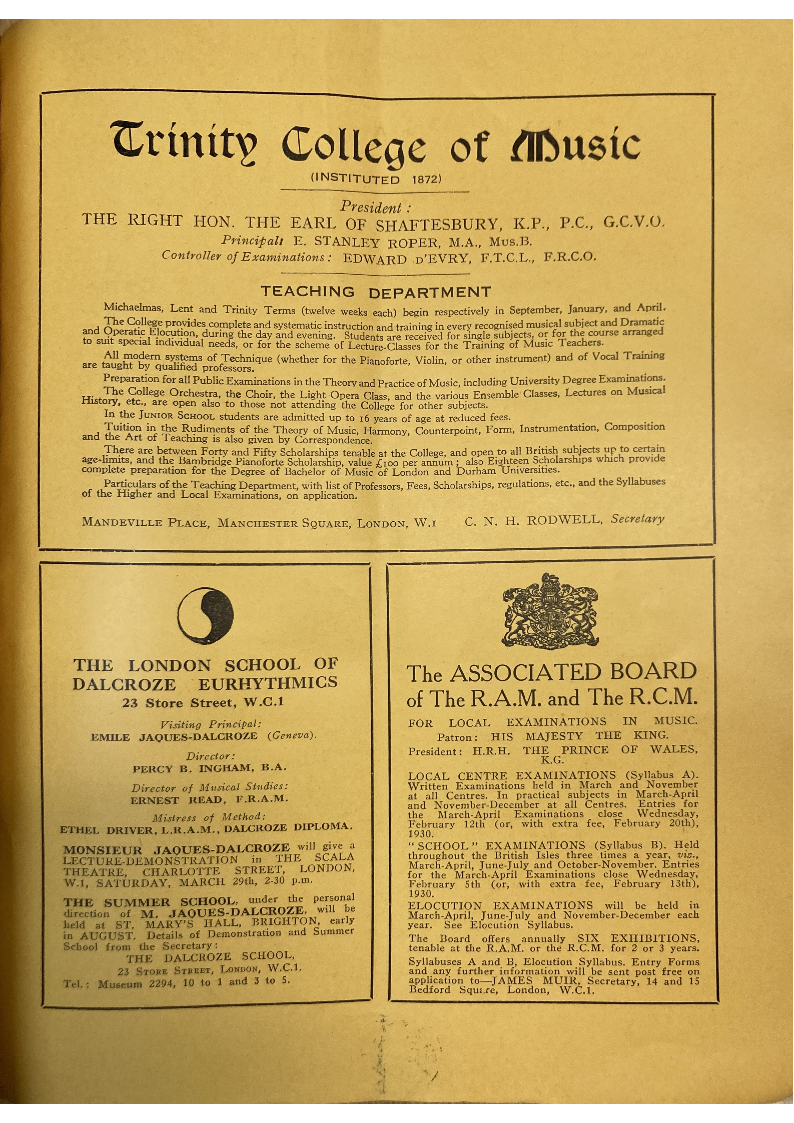 Trinity College of Music
(INSTITUTED 1872)
President :
THE RIGHT HON. THE EARL OF SHAFTESBURY, K.P., P.C., G.C.V.O.
Principal: E. STANLEY ROPER, M.A., Mus.B.
Controller of Examinations : EDWARD D'EVRY, F.T.C.L., F.R.C.O.
TEACHING DEPARTMENT
Michaelmas, Lent and Trinity Terms (twelve weeks each) begin respectively in September, January, and April.
The College provides complete and systematic instruction and training in every recognised musical subject and Dramatic
and Operatic Elocution, during the day and evening. Students are received for single subjects, or for the course arranged
to suit special individual needs, or for the scheme of Lecture-Classes for the Training of Music Teachers.
All modern systems of Technique (whether for the Pianoforte, Violin, or other instrument) and of Vocal Training
are taught by qualified professors.
Preparation for all Public Examinations in the Theory and Practice of Music, including University Degree Examinations.
The College Orchestra, the Choir, the Light Opera Class, and the various Ensemble Classes, Lectures on Musical
History, etc., are open also to those not attending the College for other subjects.
In the JUNIOR SCHOOL students are admitted up to 16 years of age at reduced fees.
Tuition in the Rudiments of the Theory of Music, Harmony, Counterpoint, Form, Instrumentation, Composition
and the Art of Teaching is also given by Correspondence.
There are between Forty and Fifty Scholarships tenable at the College, and open to all British subjects up to certain
age-limits, and the Bambridge Pianoforte Scholarship, value £100 per annum ; also Eighteen Scholarships which provide
complete preparation for the Degree of Bachelor of Music of London and Durham Universities.
Particulars of the Teaching Department, with list of Professors, Fees, Scholarships, regulations, etc., and the Syllabuses
of the Higher and Local Examinations, on application.
MANDEVILLE PLACE, MANCHESTER SQUARE, LONDON, W.1 C. N. H. RODWELL, Secretary
THE LONDON SCHOOL OF
DALCROZE EURHYTHMICS
23 Store Street, W.C.1
Visiting Principal:
EMILE JAQUES-DALCROZE (Geneva).
Director:
PERCY B. INGHAM, B.A.
Director of Musical Studies:
ERNEST READ, F.R.A.M.
Mistress of Method:
ETHEL DRIVER, L.R.A.M., DALCROZE DIPLOMA.
MONSIEUR JAQUES-DALCROZE will give a
LECTURE-DEMONSTRATION in THE SCALA
THEATRE, CHARLOTTE STREET, LONDON,
W.1, SATURDAY, MARCH 29th, 2-30 p.m.
THE SUMMER SCHOOL, under the personal
direction of M. JAQUES-DALCROZE, will be
held at ST. MARY'S HALL, BRIGHTON, early
in AUGUST. Details of Demonstration and Summer
School from the Secretary :
THE DALCROZE SCHOOL,
23 STORE STREET, LONDON, W.C.1.
Tel. : Museum 2294, 10 to 1 and 3 to 5.
The ASSOCIATED BOARD
of The R.A.M. and The R.C.M.
FOR LOCAL EXAMINATIONS IN MUSIC.
Patron : HIS MAJESTY THE KING.
President : H.R.H. THE PRINCE OF WALES,
K.G.
LOCAL CENTRE EXAMINATIONS (Syllabus A).
Written Examinations held in March and November
at all Centres. In practical subjects in March-April
and November-December at all Centres. Entries for
the March-April Examinations close Wednesday,
February 12th (or, with extra fee, February 20th),
1930.
"SCHOOL" EXAMINATIONS (Syllabus B). Held
throughout the British Isles three times a year, viz.,
March-April, June-July and October-November. Entries
for the March-April Examinations close Wednesday,
February 5th (or, with extra fee, February 13th),
1930.
ELOCUTION EXAMINATIONS will be held in
March-April, June-July and November-December each
year. See Elocution Syllabus.
The Board offers annually SIX EXHIBITIONS,
tenable at the R.A.M. or the R.C.M. for 2 or 3 years.
Syllabuses A and B, Elocution Syllabus. Entry Forms
and any further information will be sent post free on
application to—JAMES MUIR, Secretary, 14 and 15
Bedford Square, London, W.C.1.